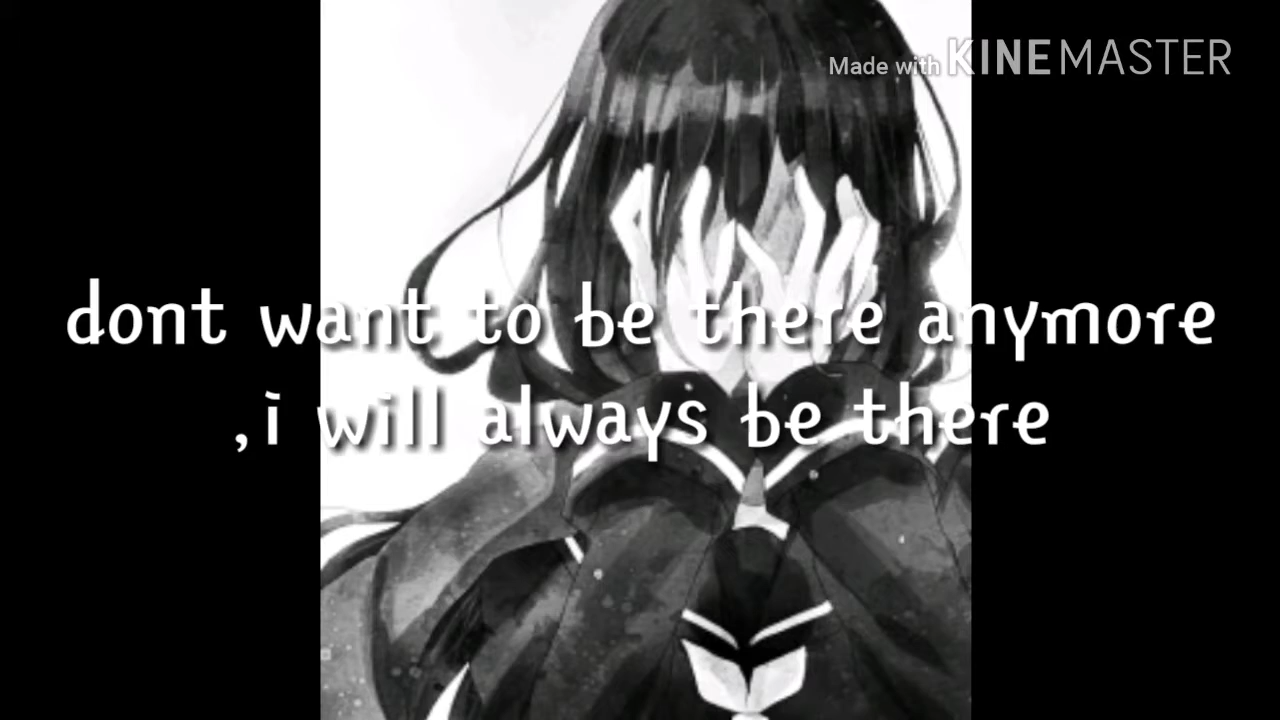 Made with KINEMASTER
dont want to be there anymore
,i will always be there